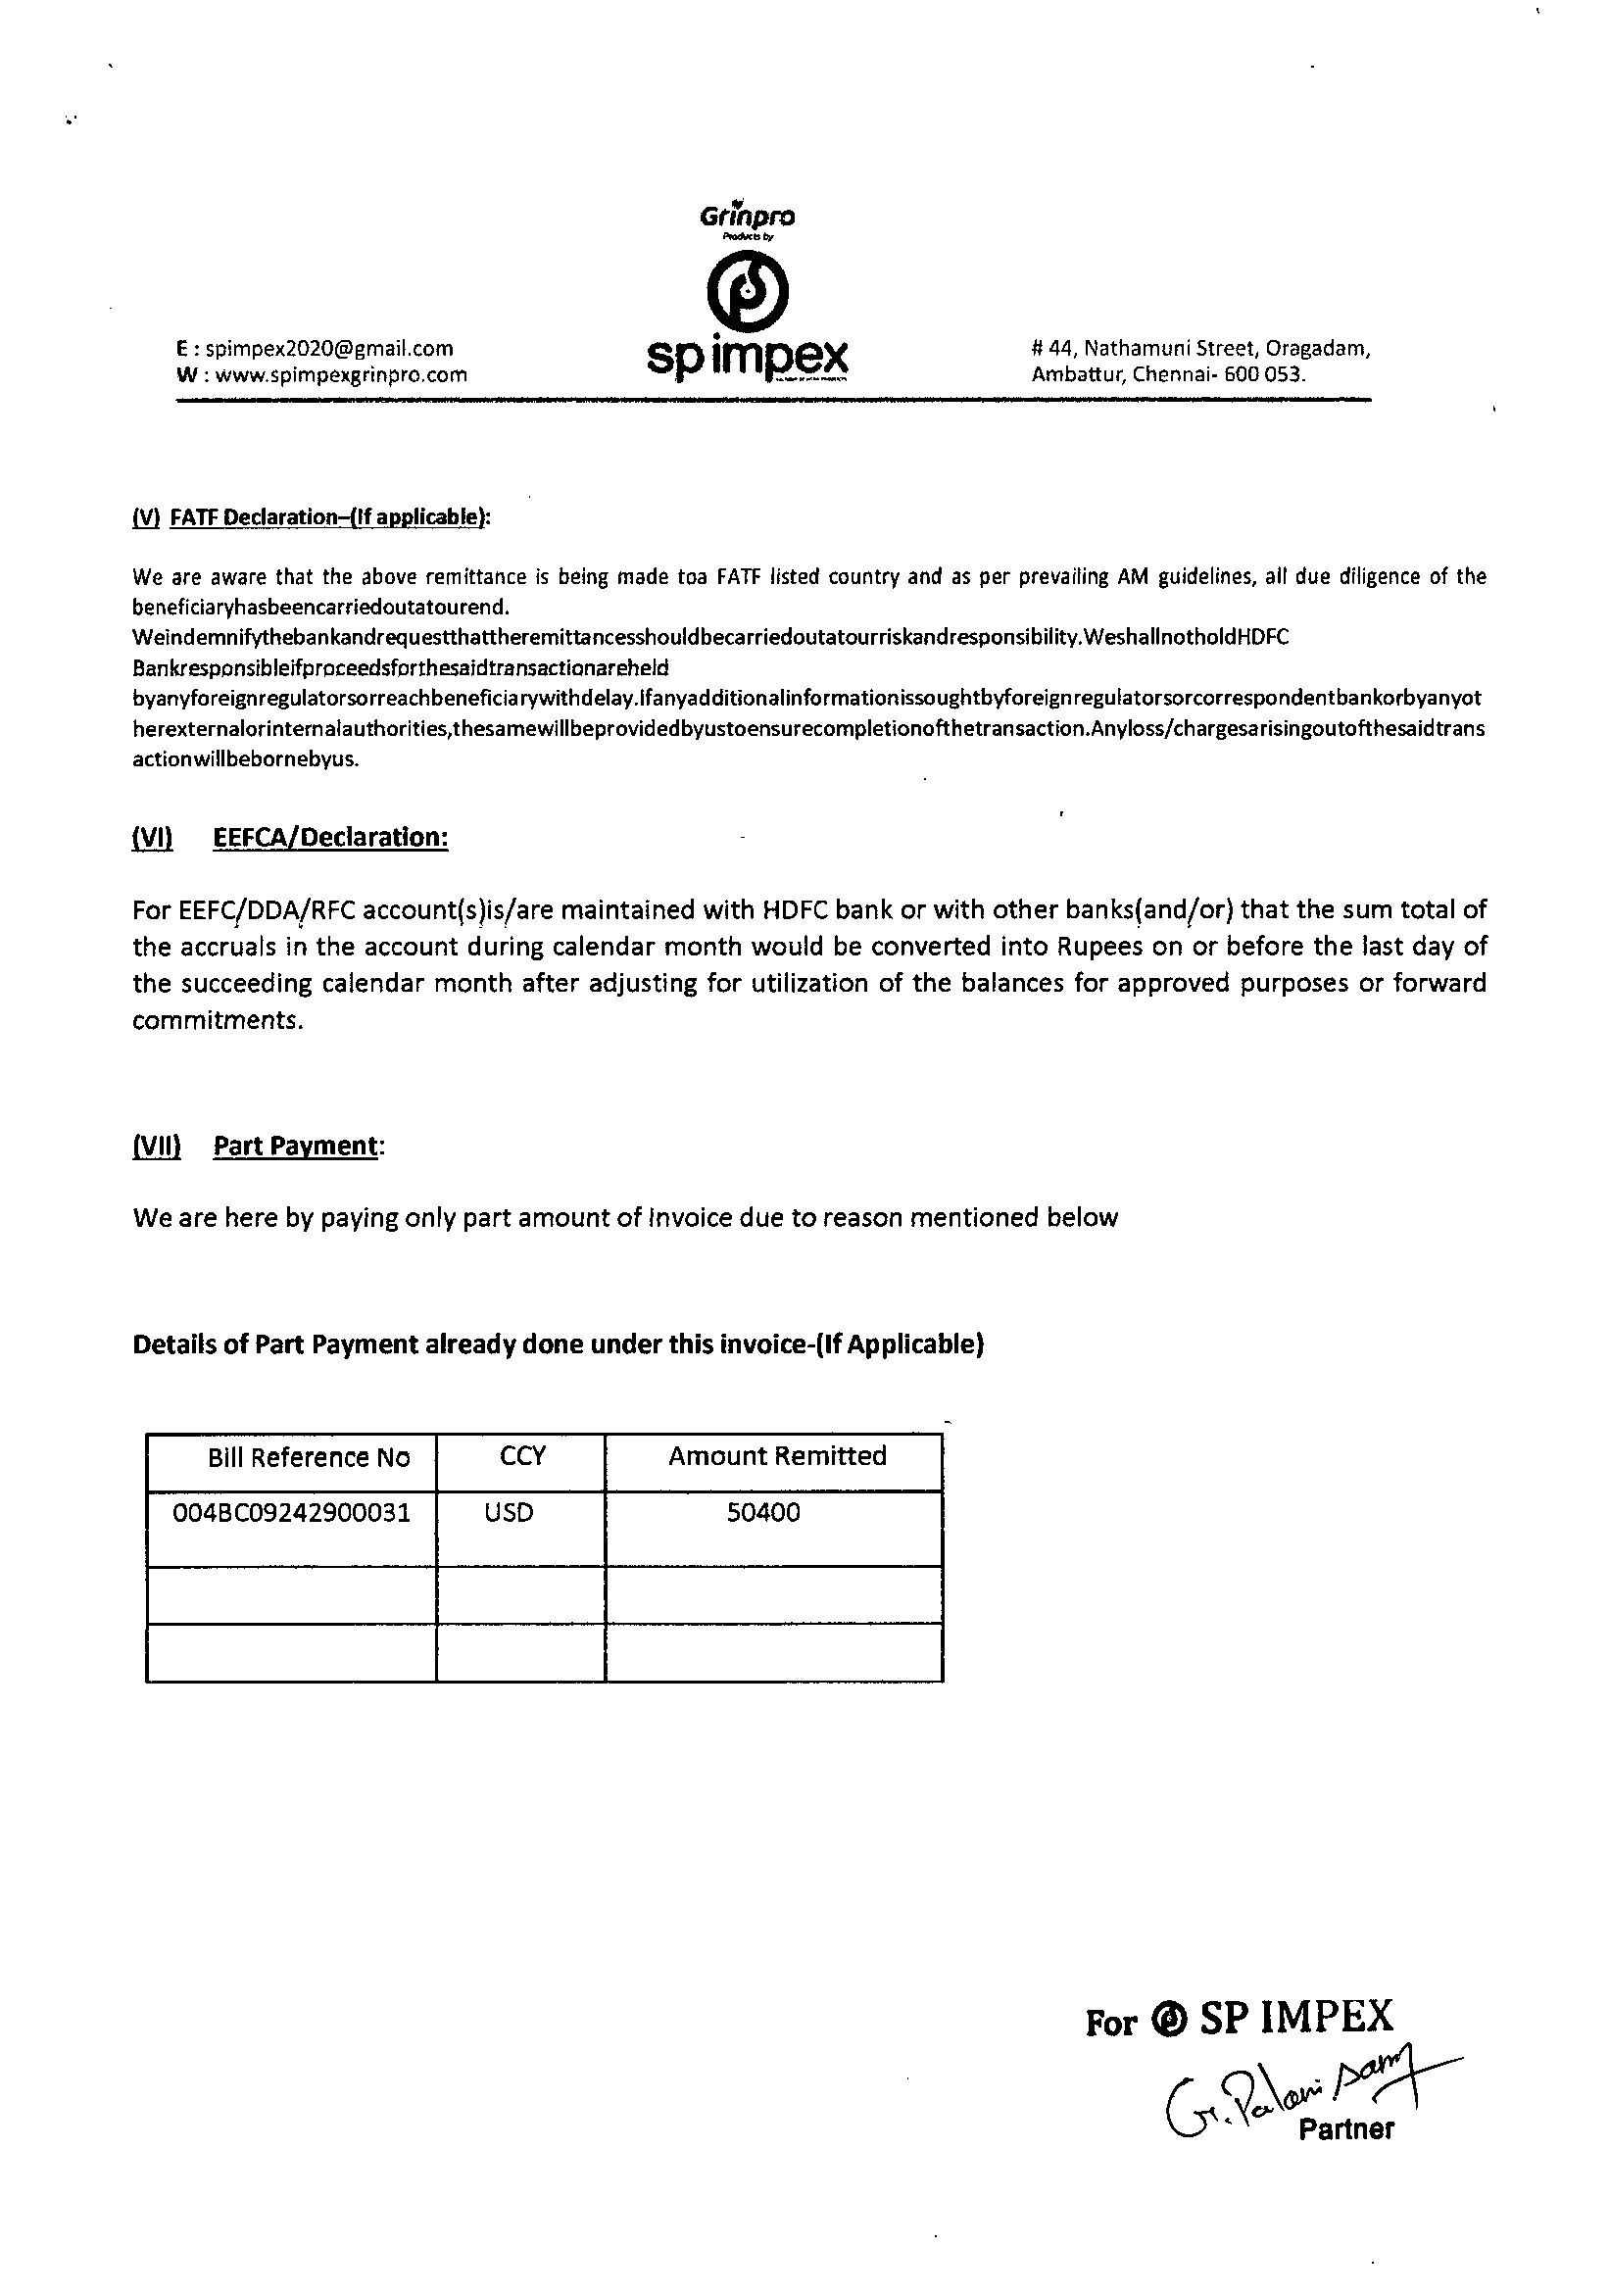 Grinpro
Products by
sp impex
E : spimpex2020@gmail.com
W : www.spimpexgrinpro.com
# 44, Nathamuni Street, Oragadam,
Ambattur, Chennai- 600 053.
(V) FATF Declaration–(If applicable):
We are aware that the above remittance is being made toa FATF listed country and as per prevailing AM guidelines, all due diligence of the
beneficiaryhasbeencarriedoutatourend.
Weindemnifythebankandrequestthattheremittancesshouldbecarriedoutatourriskandresponsibility.WeshallnotholdHDFC
Bankresponsibleifproceedsforthesaidtransactionareheld
byanyforeignregulatorsorreachbeneficiarywithdelay.Ifanyadditionalinformationissoughtbyforeignregulatorsorcorrespondentbankorbyanyot
herexternalorinternalauthorities,thesamewillbeprovidedbyustoensurecompletionofthetransaction.Anyloss/chargesarisingoutofthesaidtrans
actionwillbebornebyus.
(VI) EEFCA/Declaration:
For EEFC/DDA/RFC account(s)is/are maintained with HDFC bank or with other banks(and/or) that the sum total of
the accruals in the account during calendar month would be converted into Rupees on or before the last day of
the succeeding calendar month after adjusting for utilization of the balances for approved purposes or forward
commitments.
(VII) Part Payment:
We are here by paying only part amount of Invoice due to reason mentioned below
Details of Part Payment already done under this invoice-(If Applicable)
Bill Reference No CCY Amount Remitted
004BC09242900031 USD 50400
For SP IMPEX
G. Palani samy
Partner